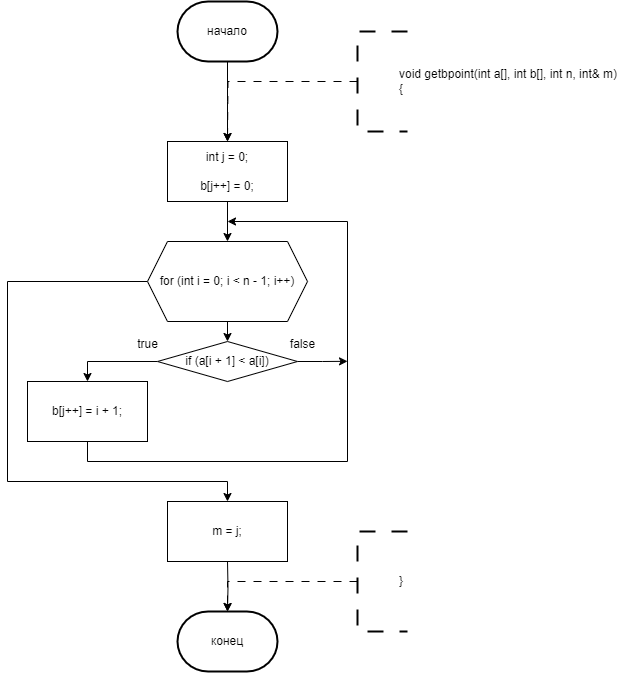 начало
void getbpoint(int a[], int b[], int n, int& m)
{
int j = 0;
b[j++] = 0;
for (int i = 0; i < n - 1; i++)
true
false
if (a[i + 1] < a[i])
b[j++] = i + 1;
m = j;
}
конец